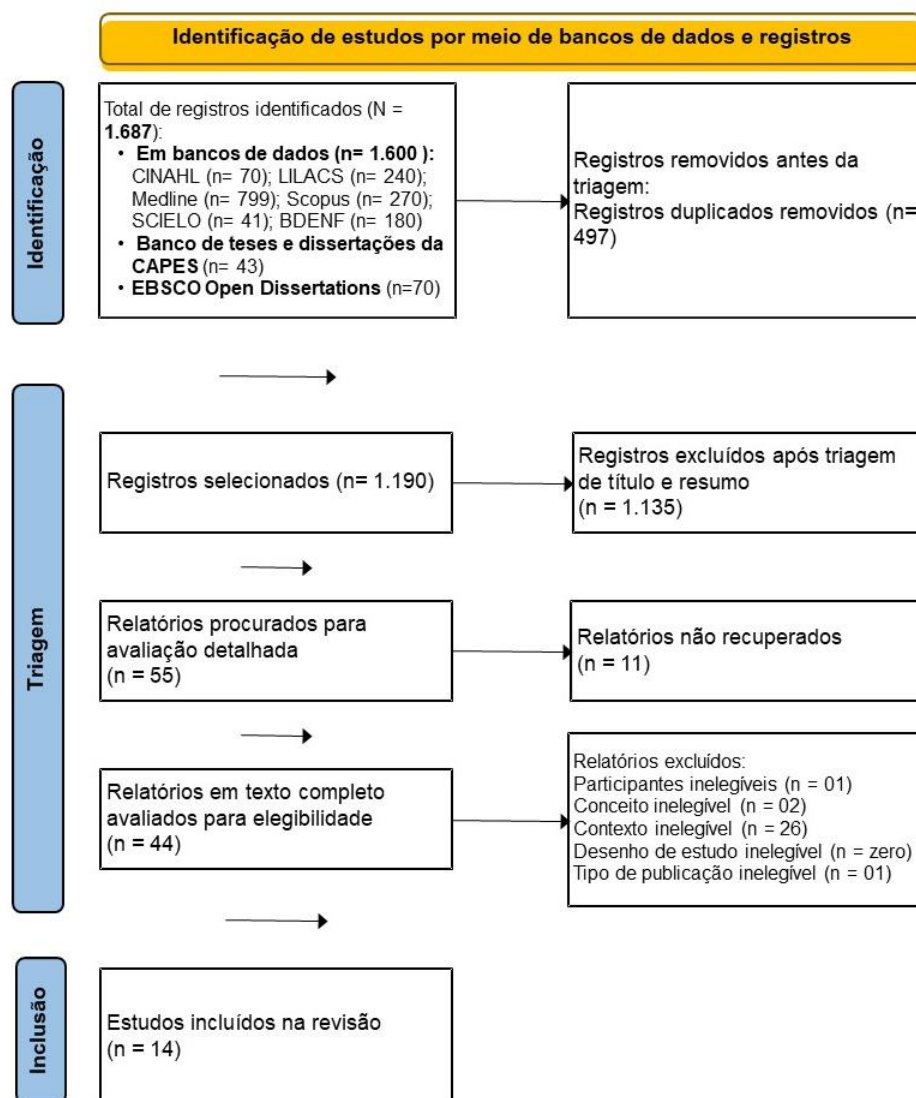 Identificação de estudos por meio de bancos de dados e registros
Identificação
Total de registros identificados (N =
1.687):
• Em bancos de dados (n= 1.600 ):
CINAHL (n= 70); LILACS (n= 240);
Medline (n= 799); Scopus (n= 270);
SCIELO (n= 41); BDENF (n= 180)
• Banco de teses e dissertações da
CAPES (n= 43)
• EBSCO Open Dissertations (n=70)
Registros removidos antes da
triagem:
Registros duplicados removidos (n=
497)
Triagem
Registros selecionados (n= 1.190)
Registros excluídos após triagem
de título e resumo
(n = 1.135)
Relatórios procurados para
avaliação detalhada
(n = 55)
Relatórios não recuperados
(n = 11)
Relatórios em texto completo
avaliados para elegibilidade
(n = 44)
Relatórios excluídos:
Participantes inelegíveis (n = 01)
Conceito inelegível (n = 02)
Contexto inelegível (n = 26)
Desenho de estudo inelegível (n = zero)
Tipo de publicação inelegível (n = 01)
Inclusão
Estudos incluídos na revisão
(n = 14)